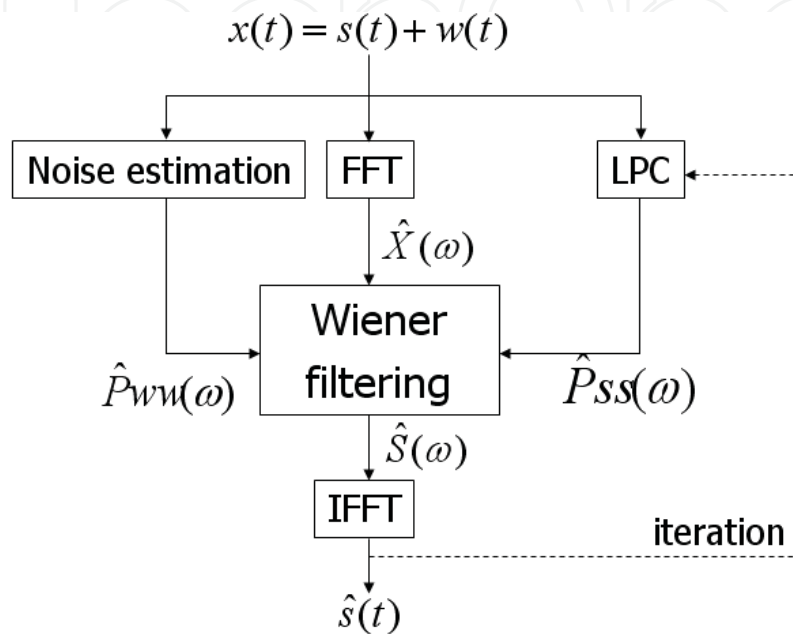 x(t) = s(t) + w(t)
Noise estimation
FFT
LPC
X̂(ω)
Wiener
filtering
P̂ww(ω)
P̂ss(ω)
Ŝ(ω)
IFFT
iteration
ŝ(t)